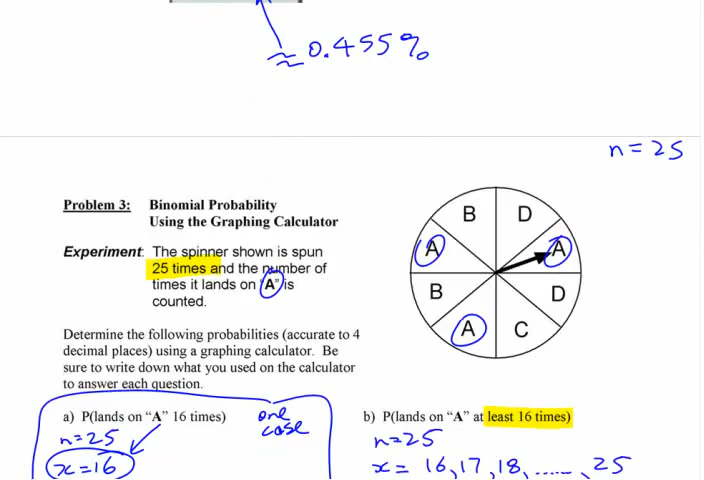 ≈ 0.455%
n = 25
Problem 3: Binomial Probability
Using the Graphing Calculator
Experiment: The spinner shown is spun
25 times and the number of
times it lands on "A" is
counted.
B D
A A
B D
A C
Determine the following probabilities (accurate to 4
decimal places) using a graphing calculator. Be
sure to write down what you used on the calculator
to answer each question.
a) P(lands on "A" 16 times)
one
case
n=25
x=16
b) P(lands on "A" at least 16 times)
n=25
x = 16, 17, 18, ......, 25